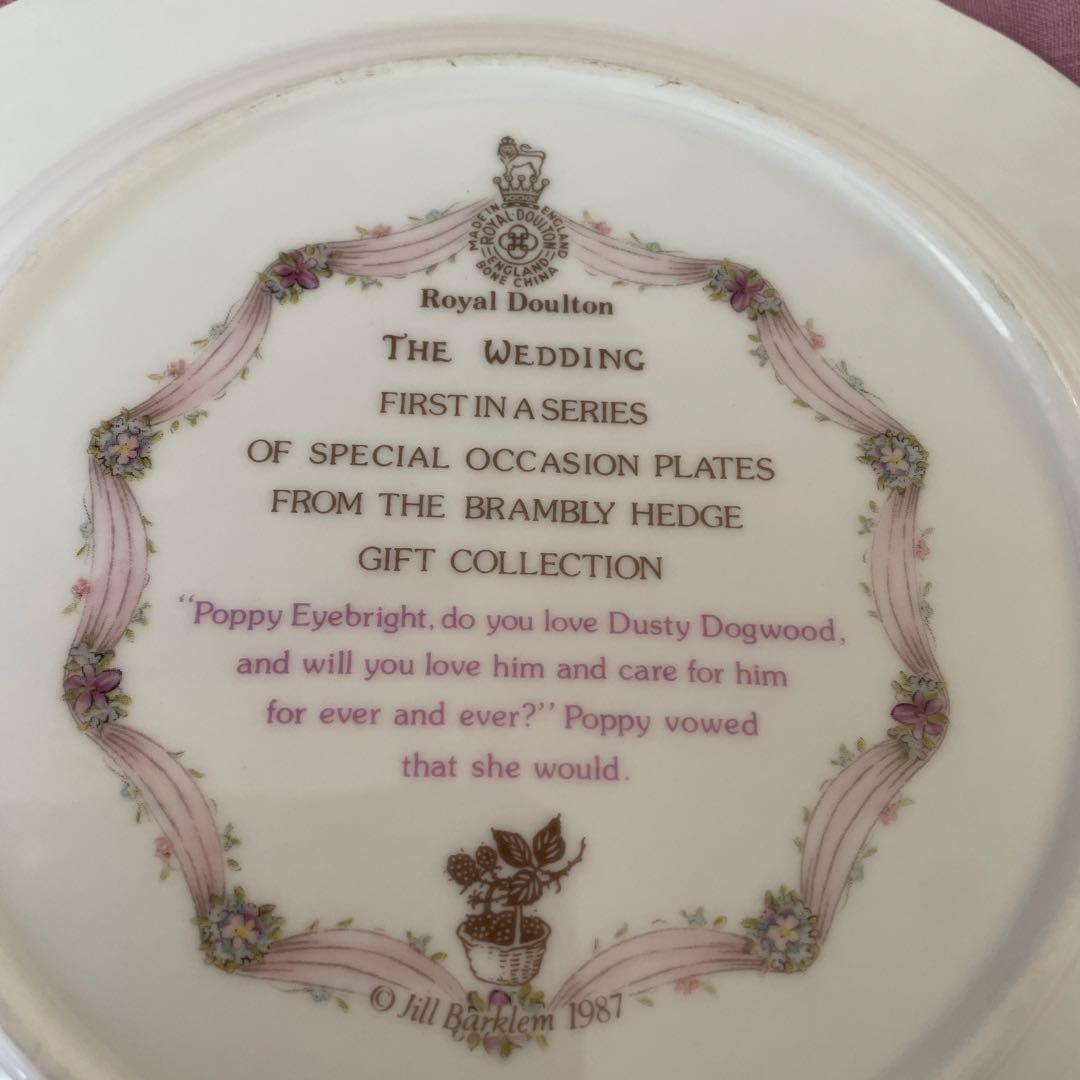 MADE IN ENGLAND
ROYAL·DOULTON
ENGLAND
BONE CHINA
Royal Doulton
THE WEDDING
FIRST IN A SERIES
OF SPECIAL OCCASION PLATES
FROM THE BRAMBLY HEDGE
GIFT COLLECTION
“Poppy Eyebright, do you love Dusty Dogwood,
and will you love him and care for him
for ever and ever?” Poppy vowed
that she would.
© Jill Barklem 1987